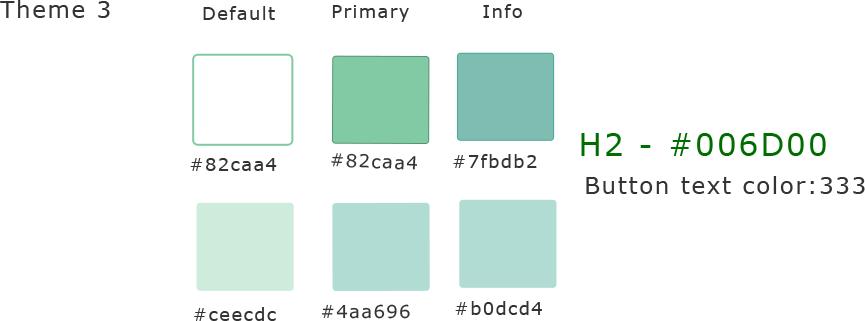 Theme 3
Default Primary Info
#82caa4 #82caa4 #7fbdb2
H2 - #006D00
Button text color:333
#ceecdc #4aa696 #b0dcd4